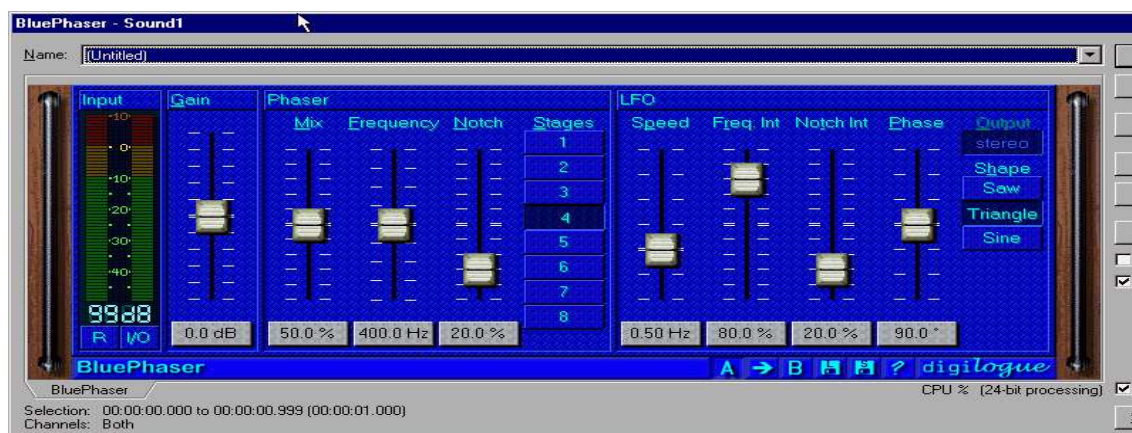 BluePhaser - Sound1
Name: (Untitled)
Input Gain Phaser LFO
Mix Frequency Notch Stages Speed Freq. Int Notch Int Phase Output
-10-
0
-10-
-20-
-30-
-40-
1
2
3
4
5
6
7
8
stereo
Shape
Saw
Triangle
Sine
99dB
R I/O
0.0 dB 50.0 % 400.0 Hz 20.0 % 0.50 Hz 80.0 % 20.0 % 90.0 °
BluePhaser A → B ? digilogue
BluePhaser CPU % (24-bit processing)
Selection: 00:00:00.000 to 00:00:00.999 (00:00:01.000)
Channels: Both